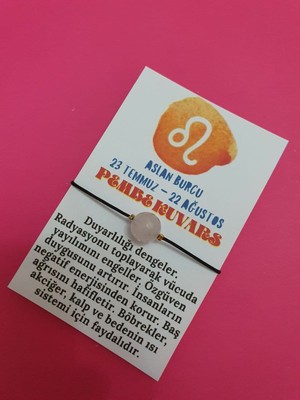 ASLAN BURCU
23 TEMMUZ – 22 AĞUSTOS
PEMBE KUVARS
Duyarlılığı dengeler.
Radyasyonu toplayarak vücuda
yayılımını engeller. Özgüven
duygusunu artırır. İnsanların
negatif enerjisinden korur. Baş
ağrısını hafifletir. Böbrekler,
akciğer, kalp ve bedenin ısı
sistemi için faydalıdır.